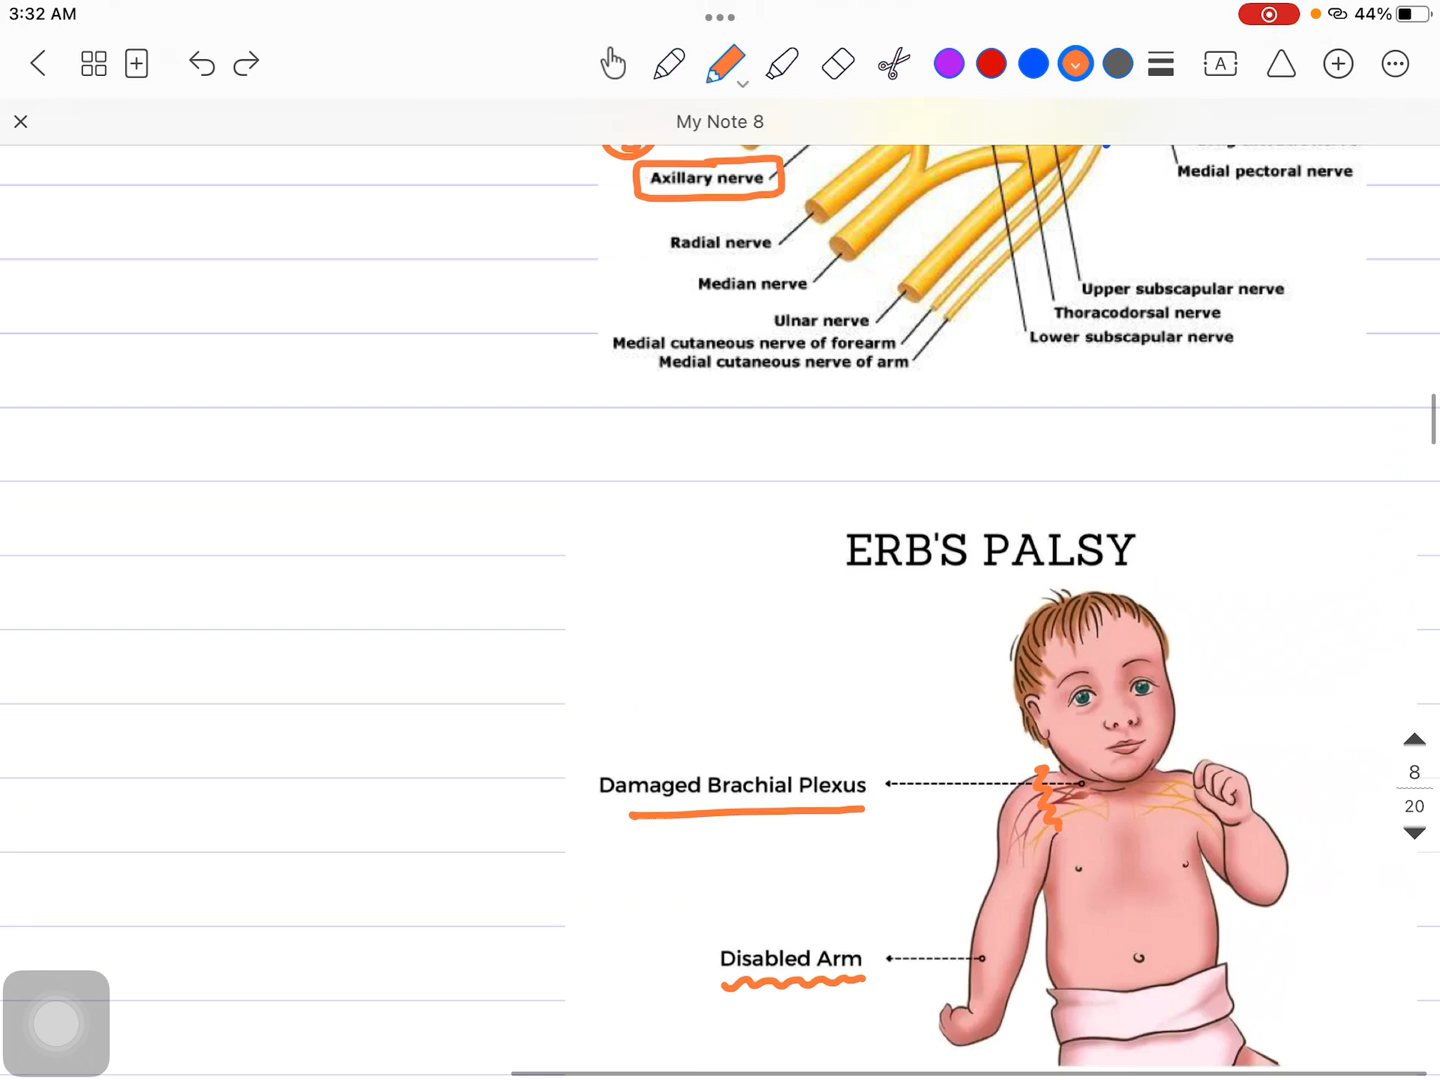 3:32 AM
44%
A
My Note 8
Axillary nerve
Medial pectoral nerve
Radial nerve
Median nerve
Upper subscapular nerve
Ulnar nerve
Thoracodorsal nerve
Medial cutaneous nerve of forearm
Lower subscapular nerve
Medial cutaneous nerve of arm
ERB'S PALSY
Damaged Brachial Plexus
8
20
Disabled Arm